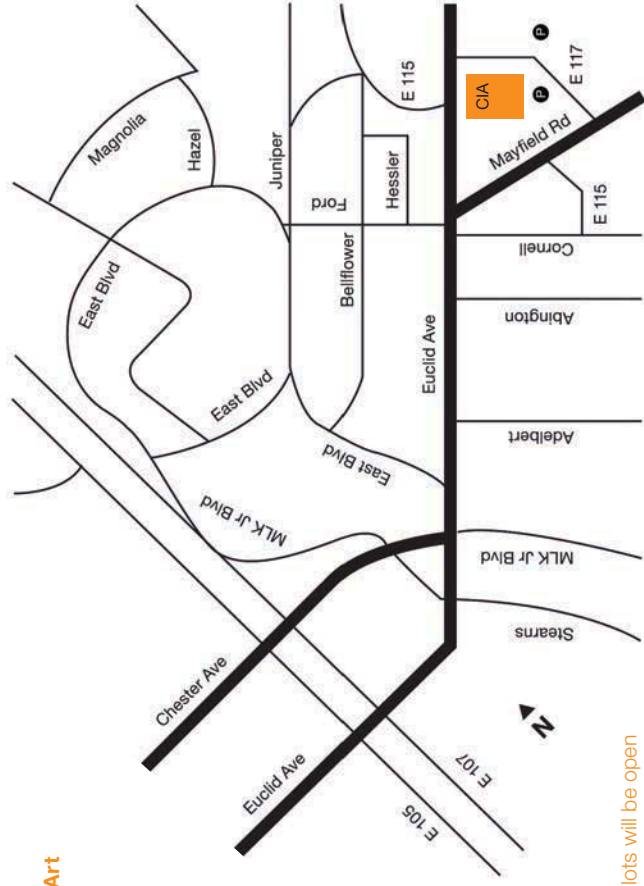 Art
Magnolia
Hazel
East Blvd
Juniper
E 115
Ford
Hessler
Bellflower
East Blvd
Euclid Ave
East Blvd
MLK Jr Blvd
Chester Ave
Euclid Ave
E 105
E 107
N
CIA
P
P
E 117
Mayfield Rd
E 115
Cornell
Abington
Adelbert
MLK Jr Blvd
Stearns
lots will be open